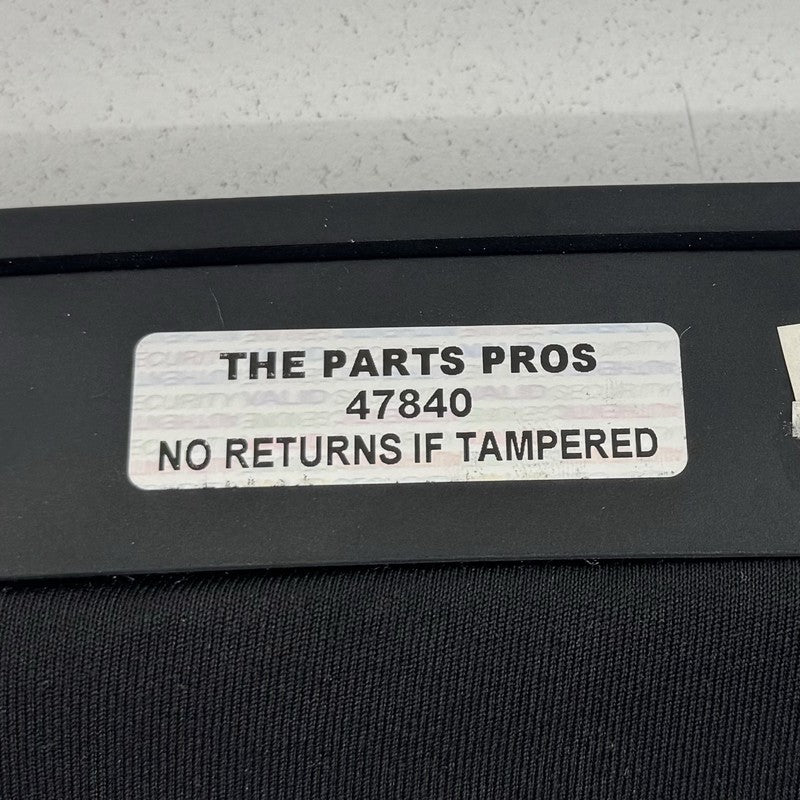 THE PARTS PROS
47840
NO RETURNS IF TAMPERED